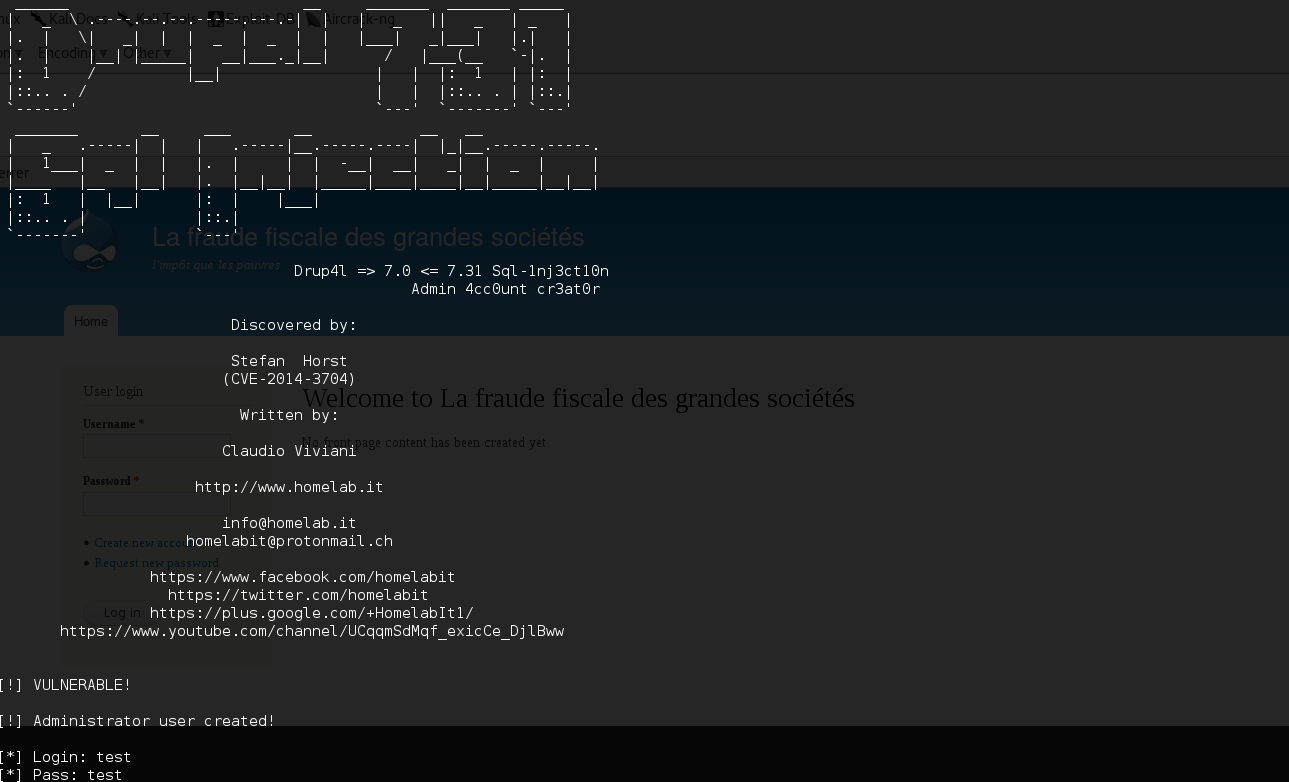 Kali Docs Kali Tools Exploit-DB Aircrack-ng
Encoding Other
Drup4l => 7.0 <= 7.31 Sql-1nj3ct10n
Admin 4cc0unt cr3at0r
Discovered by:
Stefan  Horst
(CVE-2014-3704)
Written by:
Claudio Viviani
http://www.homelab.it
info@homelab.it
homelabit@protonmail.ch
https://www.facebook.com/homelabit
https://twitter.com/homelabit
https://plus.google.com/+HomelabIt1/
https://www.youtube.com/channel/UCqqmSdMqf_exicCe_DjlBww
[!] VULNERABLE!
[!] Administrator user created!
[*] Login: test
[*] Pass: test
La fraude fiscale des grandes sociétés
l'impôt que les pauvres
Home
User login
Username *
Password *
Create new account
Request new password
Log in
Welcome to La fraude fiscale des grandes sociétés
No front page content has been created yet